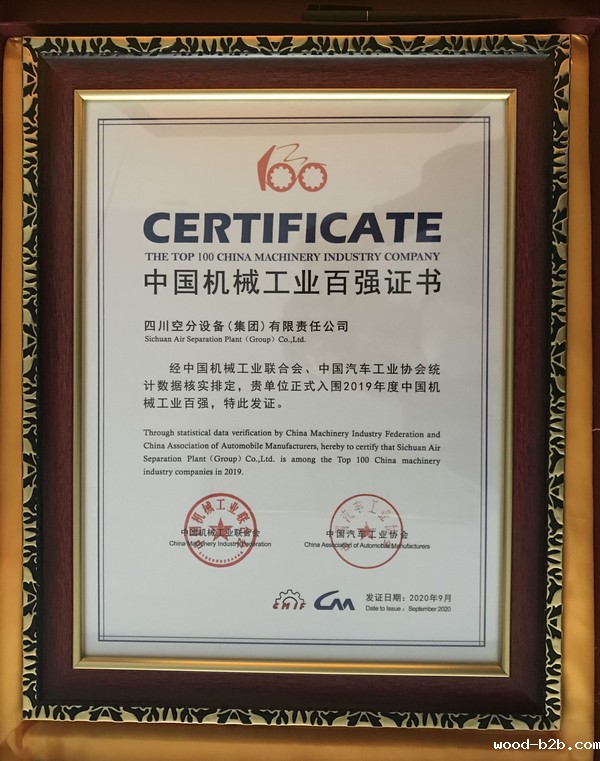 100
CERTIFICATE
THE TOP 100 CHINA MACHINERY INDUSTRY COMPANY
中国机械工业百强证书
四川空分设备(集团)有限责任公司
Sichuan Air Separation Plant (Group) Co.,Ltd.
经中国机械工业联合会、中国汽车工业协会统
计数据核实排定，贵单位正式入围2019年度中国机
械工业百强，特此发证。
Through statistical data verification by China Machinery Industry Federation and
China Association of Automobile Manufacturers, hereby to certify that Sichuan Air
Separation Plant (Group) Co.,Ltd. is among the Top 100 China machinery
industry companies in 2019.
中国机械工业联合会
China Machinery Industry Federation
中国汽车工业协会
China Association of Automobile Manufacturers
CMIF
发证日期：2020年9月
Date to Issue： September 2020
wood-b2b.com